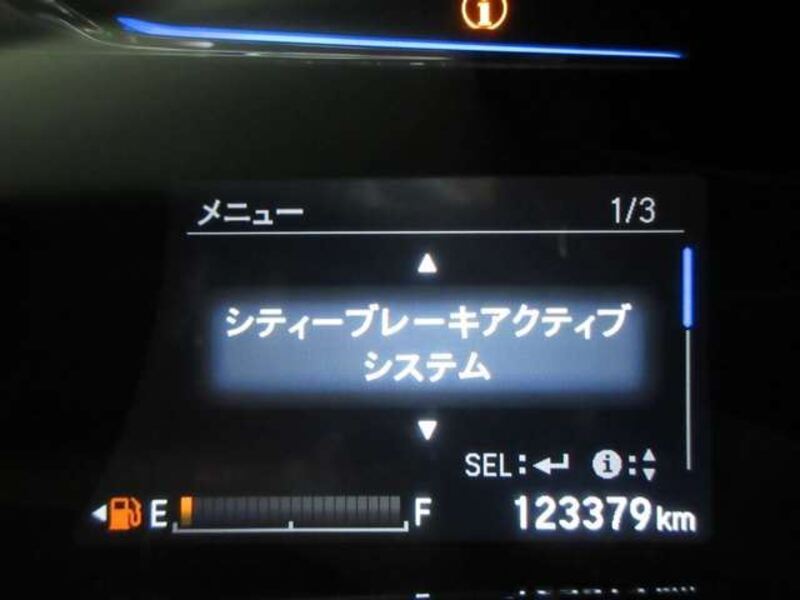 メニュー 1/3
シティーブレーキアクティブ
システム
SEL: i:
E F 123379km